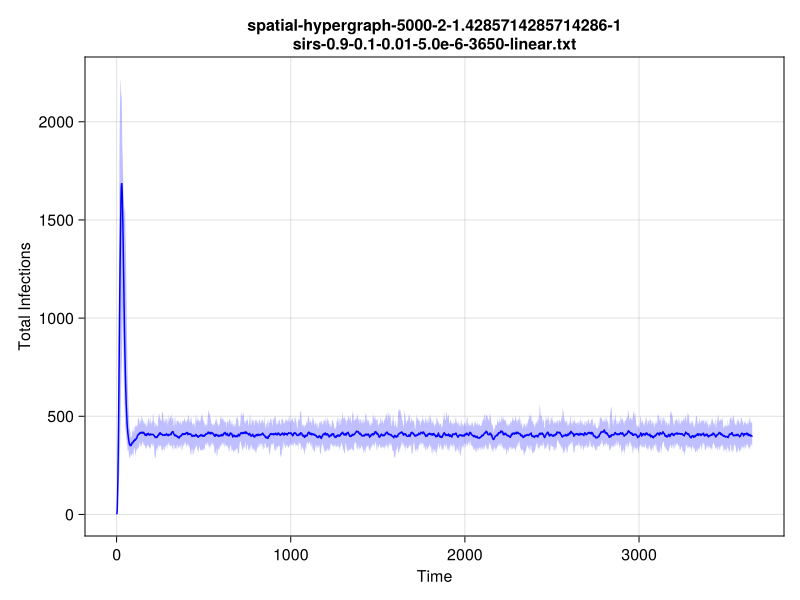 spatial-hypergraph-5000-2-1.4285714285714286-1
sirs-0.9-0.1-0.01-5.0e-6-3650-linear.txt
Total Infections
2000
1500
1000
500
0
0 1000 2000 3000
Time